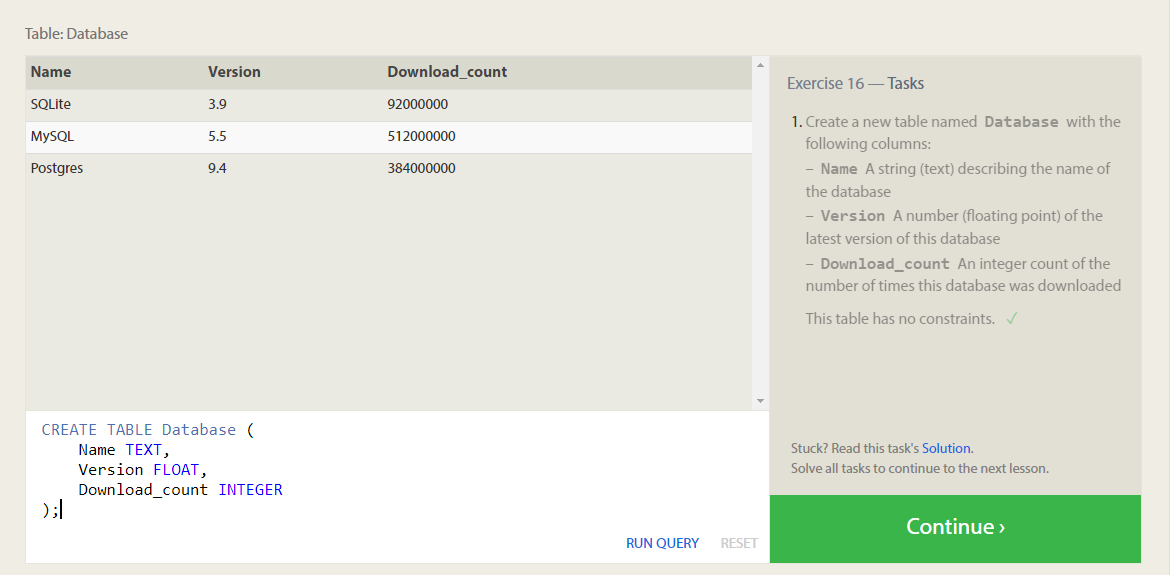 Table: Database
Name Version Download_count
SQLite 3.9 92000000
MySQL 5.5 512000000
Postgres 9.4 384000000
CREATE TABLE Database (
    Name TEXT,
    Version FLOAT,
    Download_count INTEGER
);
RUN QUERY RESET
Exercise 16 — Tasks
1. Create a new table named Database with the
following columns:
– Name A string (text) describing the name of
the database
– Version A number (floating point) of the
latest version of this database
– Download_count An integer count of the
number of times this database was downloaded
This table has no constraints. ✓
Stuck? Read this task's Solution.
Solve all tasks to continue to the next lesson.
Continue ›